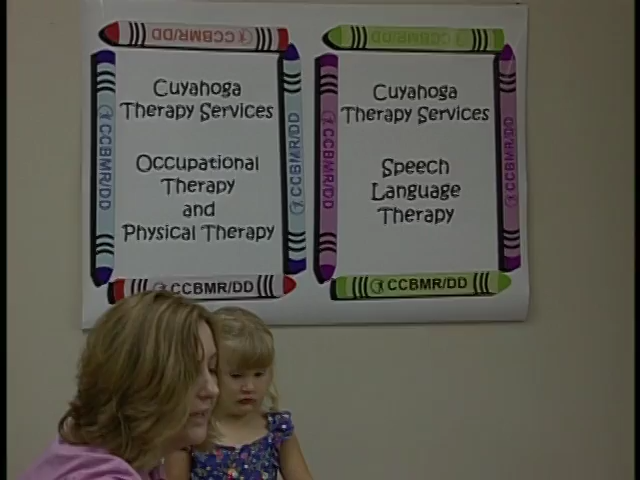 CCBMR/DD
CCBMR/DD
Cuyahoga
Therapy Services
Occupational
Therapy
and
Physical Therapy
CCBMR/DD
CCBMR/DD
CCBMR/DD
CCBMR/DD
Cuyahoga
Therapy Services
Speech
Language
Therapy
CCBMR/DD
CCBMR/DD